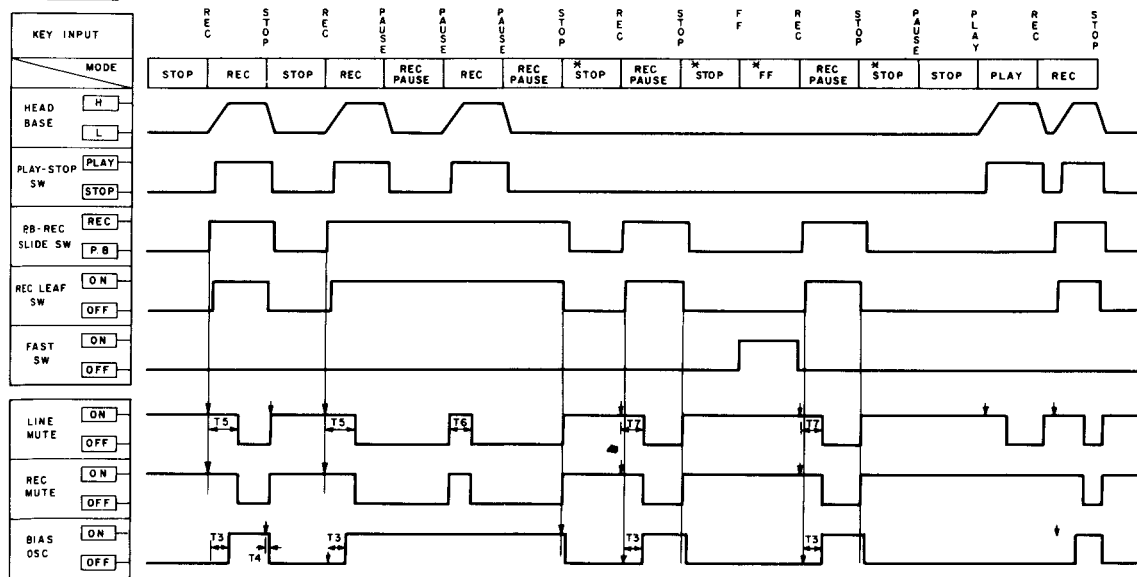 KEY INPUT
REC STOP REC PAUSE PAUSE PAUSE STOP REC STOP FF REC STOP PAUSE PLAY REC STOP
MODE
STOP REC STOP REC REC PAUSE REC REC PAUSE *STOP REC PAUSE *STOP *FF REC PAUSE *STOP STOP PLAY REC
HEAD BASE
H
L
PLAY-STOP SW
PLAY
STOP
P.B-REC SLIDE SW
REC
P.B
REC LEAF SW
ON
OFF
FAST SW
ON
OFF
LINE MUTE
ON
OFF
T5 T5 T6 T7 T7
REC MUTE
ON
OFF
BIAS OSC
ON
OFF
T3 T4 T3 T3 T3